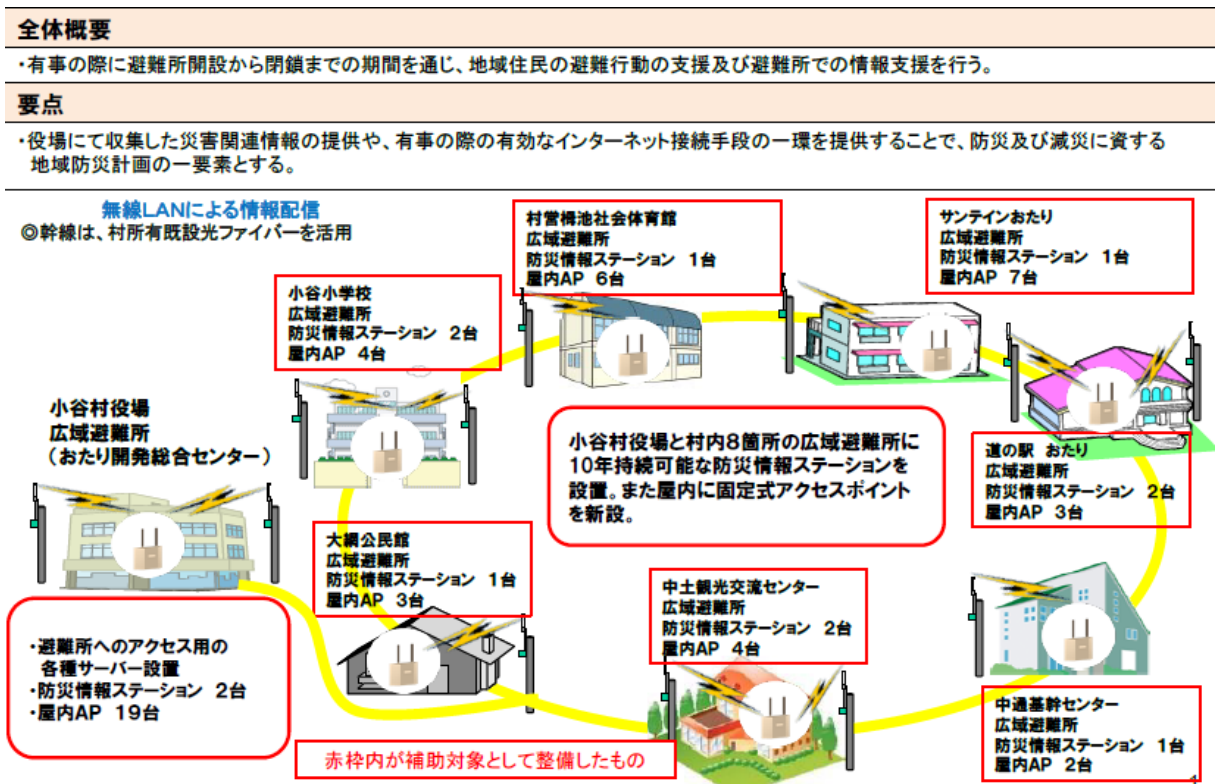 全体概要
・有事の際に避難所開設から閉鎖までの期間を通じ、地域住民の避難行動の支援及び避難所での情報支援を行う。
要点
・役場にて収集した災害関連情報の提供や、有事の際の有効なインターネット接続手段の一環を提供することで、防災及び減災に資する
地域防災計画の一要素とする。
無線LANによる情報配信
◎幹線は、村所有既設光ファイバーを活用
村営栂池社会体育館
広域避難所
防災情報ステーション 1台
屋内AP 6台
サンテインおたり
広域避難所
防災情報ステーション 1台
屋内AP 7台
小谷小学校
広域避難所
防災情報ステーション 2台
屋内AP 4台
小谷村役場
広域避難所
（おたり開発総合センター）
小谷村役場と村内8箇所の広域避難所に
10年持続可能な防災情報ステーションを
設置。また屋内に固定式アクセスポイント
を新設。
道の駅 おたり
広域避難所
防災情報ステーション 2台
屋内AP 3台
大網公民館
広域避難所
防災情報ステーション 1台
屋内AP 3台
中土観光交流センター
広域避難所
防災情報ステーション 2台
屋内AP 4台
・避難所へのアクセス用の
各種サーバー設置
・防災情報ステーション 2台
・屋内AP 19台
中通基幹センター
広域避難所
防災情報ステーション 1台
屋内AP 2台
赤枠内が補助対象として整備したもの
4